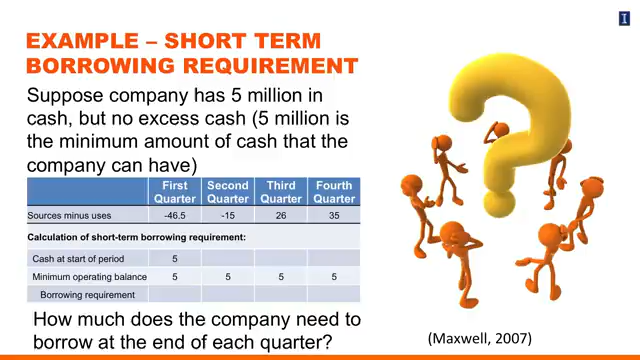 I
EXAMPLE – SHORT TERM
BORROWING REQUIREMENT
Suppose company has 5 million in
cash, but no excess cash (5 million is
the minimum amount of cash that the
company can have)
First Quarter Second Quarter Third Quarter Fourth Quarter
Sources minus uses -46.5 -15 26 35
Calculation of short-term borrowing requirement:
Cash at start of period 5
Minimum operating balance 5 5 5 5
Borrowing requirement
How much does the company need to
borrow at the end of each quarter?
(Maxwell, 2007)